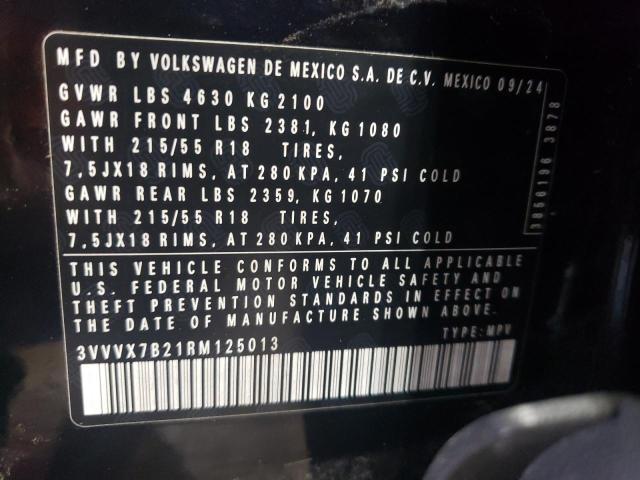 MFD BY VOLKSWAGEN DE MEXICO S.A. DE C.V. MEXICO 09/24
GVWR LBS 4630 KG 2100
GAWR FRONT LBS 2381, KG 1080
WITH 215/55 R18 TIRES,
7,5JX18 RIMS, AT 280 KPA, 41 PSI COLD
GAWR REAR LBS 2359, KG 1070
WITH 215/55 R18 TIRES,
7,5JX18 RIMS, AT 280 KPA, 41 PSI COLD
3856196 3878
THIS VEHICLE CONFORMS TO ALL APPLICABLE
U.S. FEDERAL MOTOR VEHICLE SAFETY AND
THEFT PREVENTION STANDARDS IN EFFECT ON
THE DATE OF MANUFACTURE SHOWN ABOVE.
3VVVX7B21RM125013 TYPE: MPV